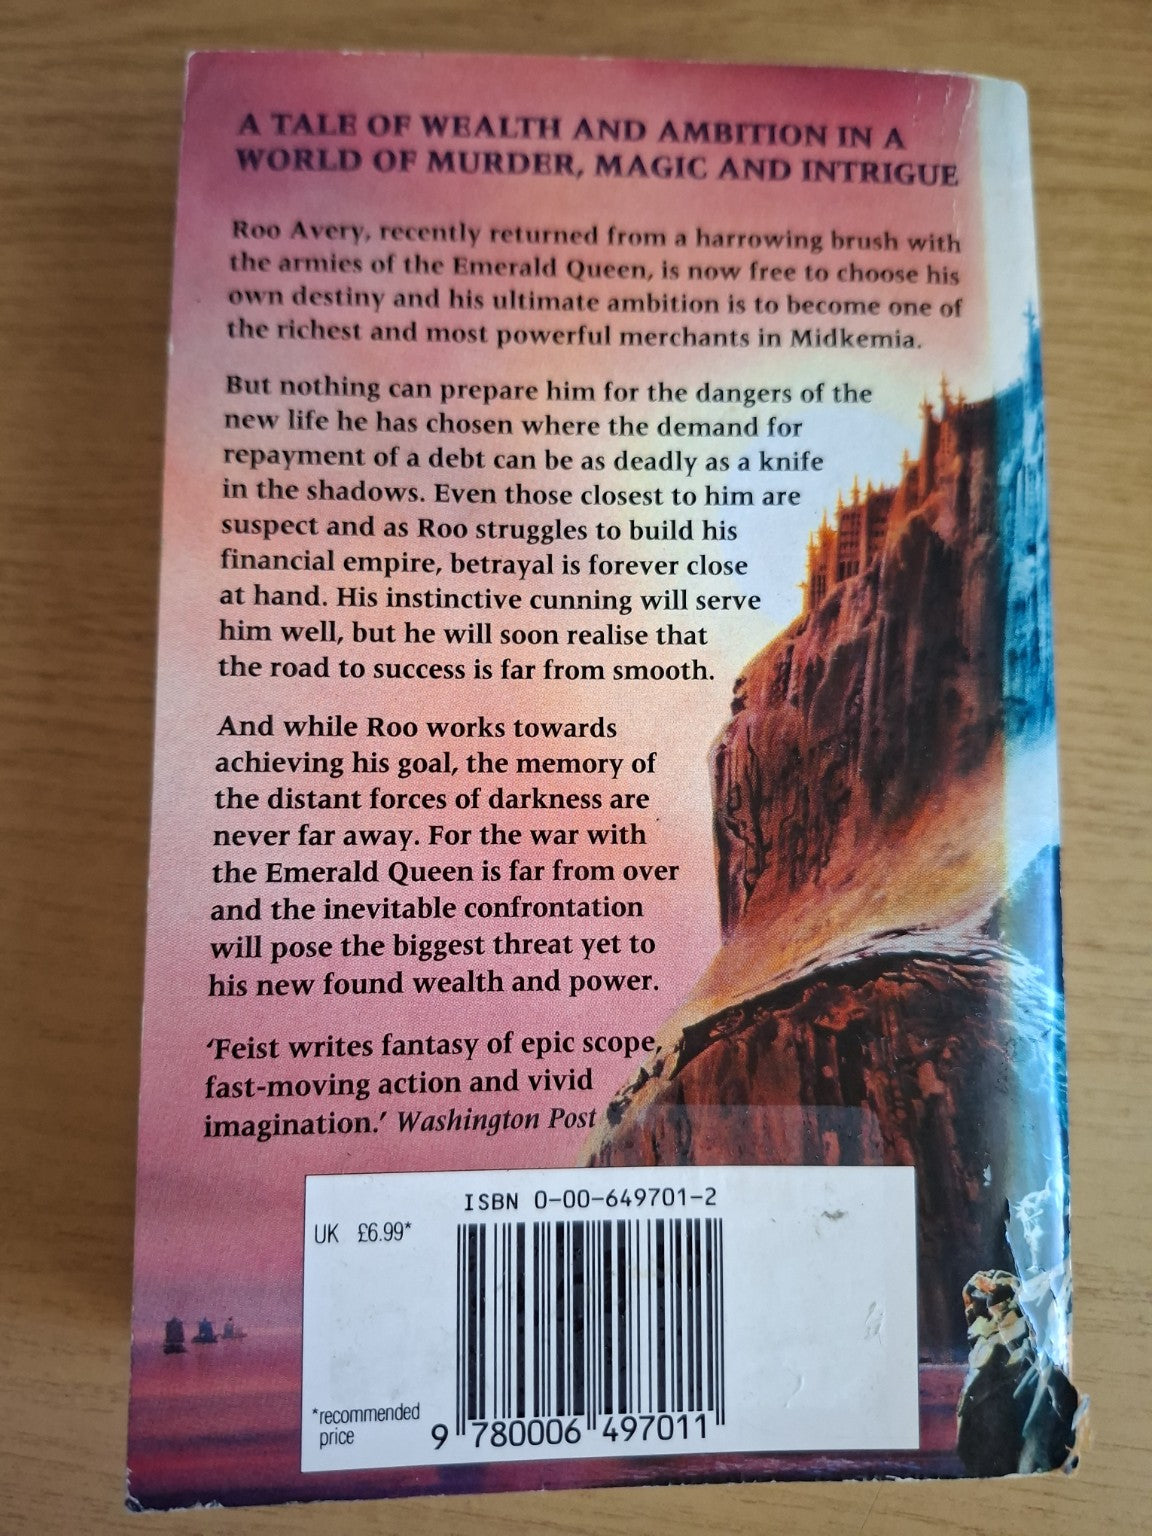 A TALE OF WEALTH AND AMBITION IN A
WORLD OF MURDER, MAGIC AND INTRIGUE
Roo Avery, recently returned from a harrowing brush with
the armies of the Emerald Queen, is now free to choose his
own destiny and his ultimate ambition is to become one of
the richest and most powerful merchants in Midkemia.
But nothing can prepare him for the dangers of the
new life he has chosen where the demand for
repayment of a debt can be as deadly as a knife
in the shadows. Even those closest to him are
suspect and as Roo struggles to build his
financial empire, betrayal is forever close
at hand. His instinctive cunning will serve
him well, but he will soon realise that
the road to success is far from smooth.
And while Roo works towards
achieving his goal, the memory of
the distant forces of darkness are
never far away. For the war with
the Emerald Queen is far from over
and the inevitable confrontation
will pose the biggest threat yet to
his new found wealth and power.
‘Feist writes fantasy of epic scope,
fast-moving action and vivid
imagination.’ Washington Post
ISBN 0-00-649701-2
UK £6.99*
*recommended
price
9 780006 497011